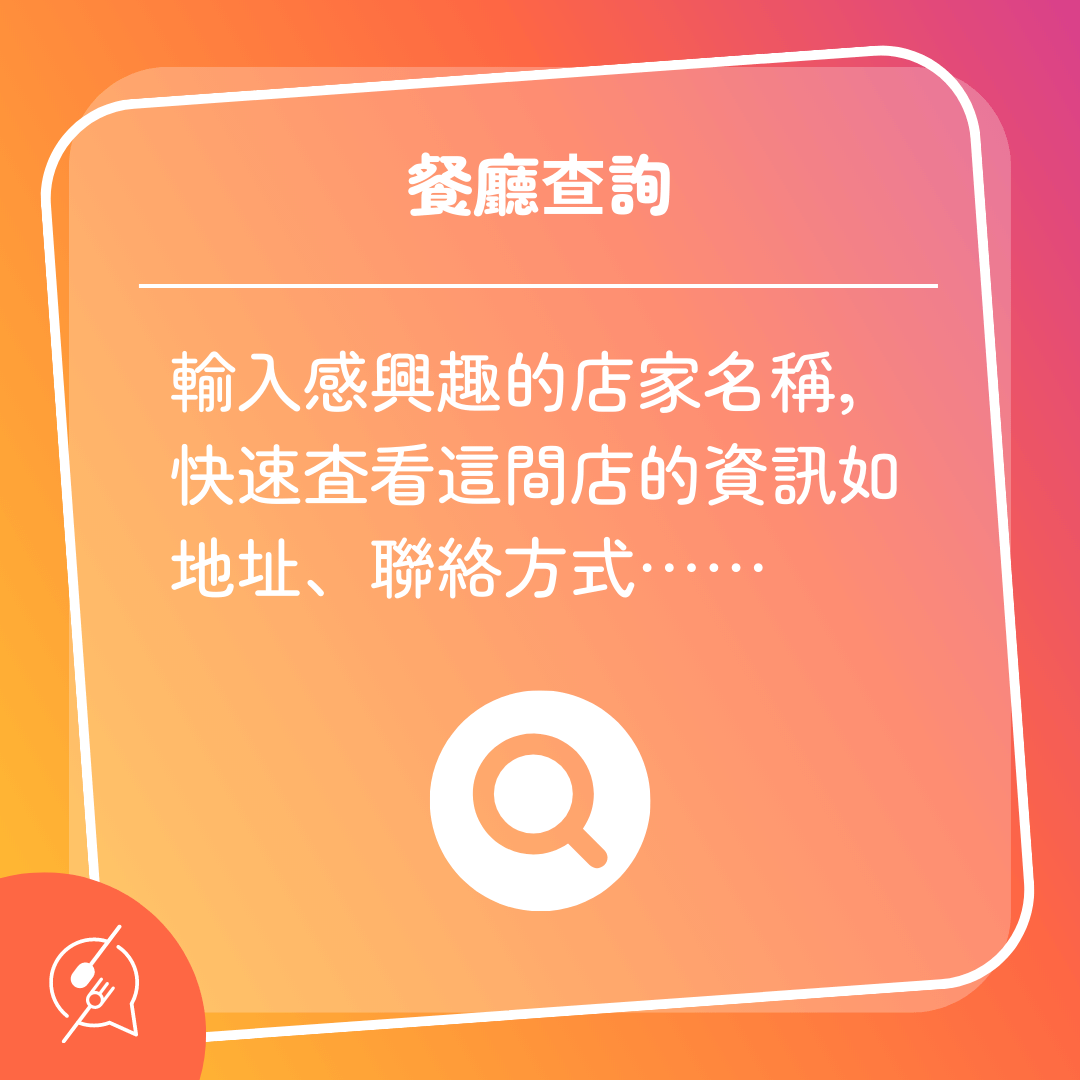 餐廳查詢
輸入感興趣的店家名稱,
快速查看這間店的資訊如
地址、聯絡方式⋯⋯